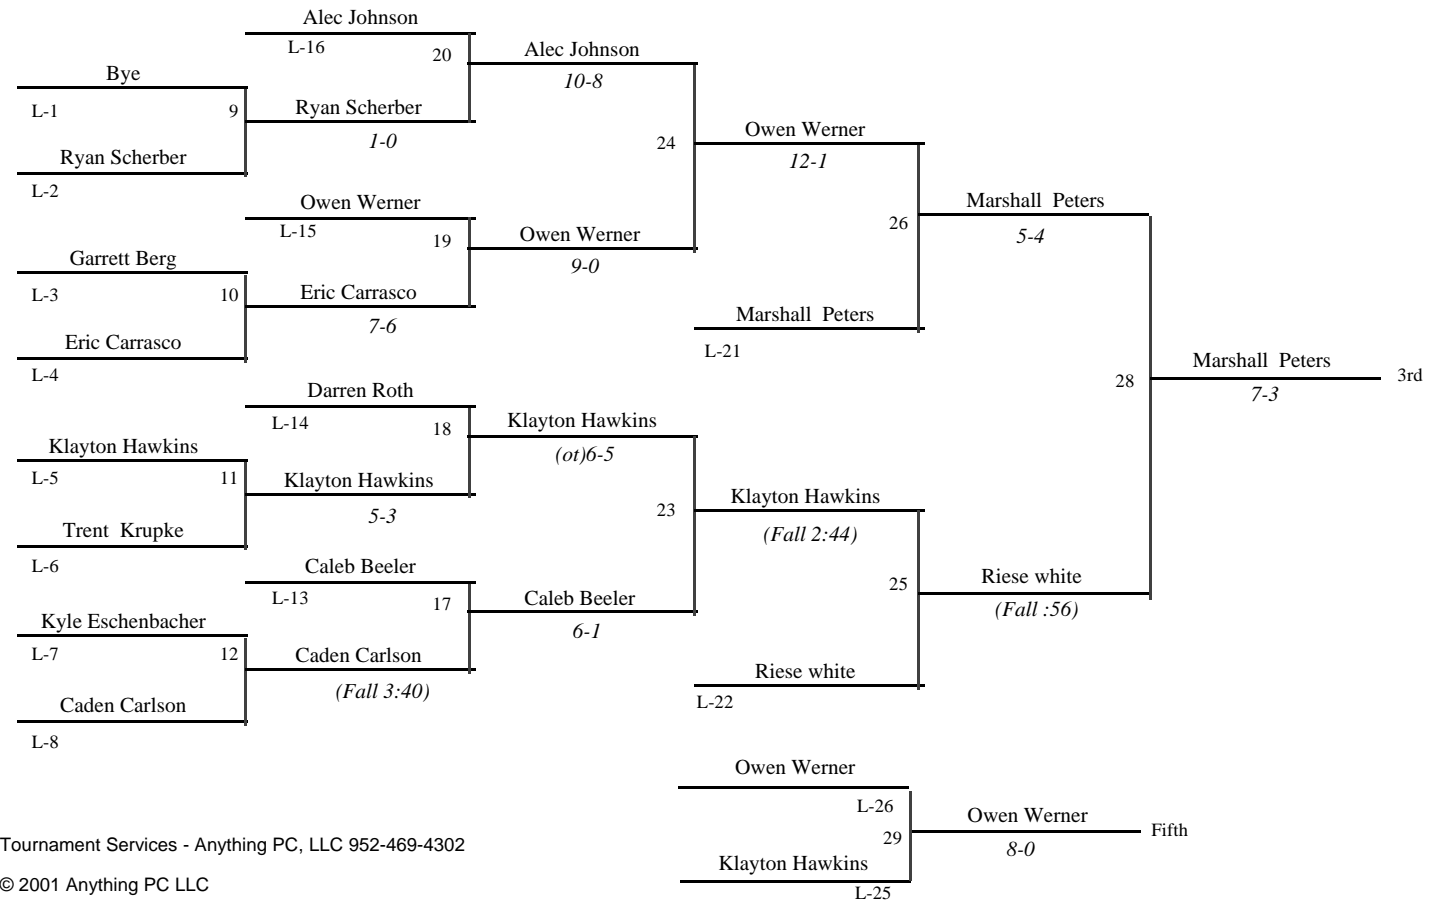 Alec Johnson
L-16
20
Alec Johnson
10-8
Bye
L-1
9
Ryan Scherber
1-0
Ryan Scherber
L-2
24
Owen Werner
12-1
Owen Werner
L-15
19
Owen Werner
9-0
26
Marshall  Peters
5-4
Garrett Berg
L-3
10
Eric Carrasco
7-6
Eric Carrasco
L-4
Marshall  Peters
L-21
28
Marshall  Peters
7-3
3rd
Darren Roth
L-14
18
Klayton Hawkins
(ot)6-5
Klayton Hawkins
L-5
11
Klayton Hawkins
5-3
Trent  Krupke
L-6
23
Klayton Hawkins
(Fall 2:44)
Caleb Beeler
L-13
17
Caleb Beeler
6-1
25
Riese white
(Fall :56)
Kyle Eschenbacher
L-7
12
Caden Carlson
(Fall 3:40)
Caden Carlson
L-8
Riese white
L-22
Owen Werner
L-26
29
Owen Werner
8-0
Fifth
Klayton Hawkins
L-25
Tournament Services - Anything PC, LLC 952-469-4302
© 2001 Anything PC LLC